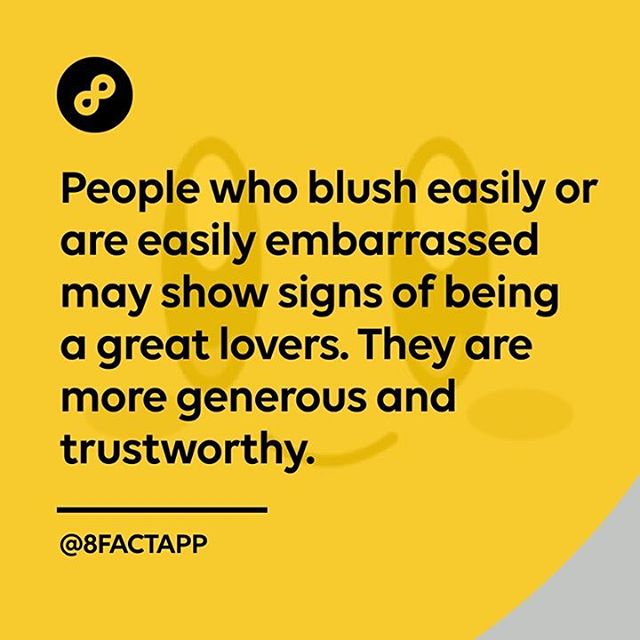 People who blush easily or
are easily embarrassed
may show signs of being
a great lovers. They are
more generous and
trustworthy.
@8FACTAPP